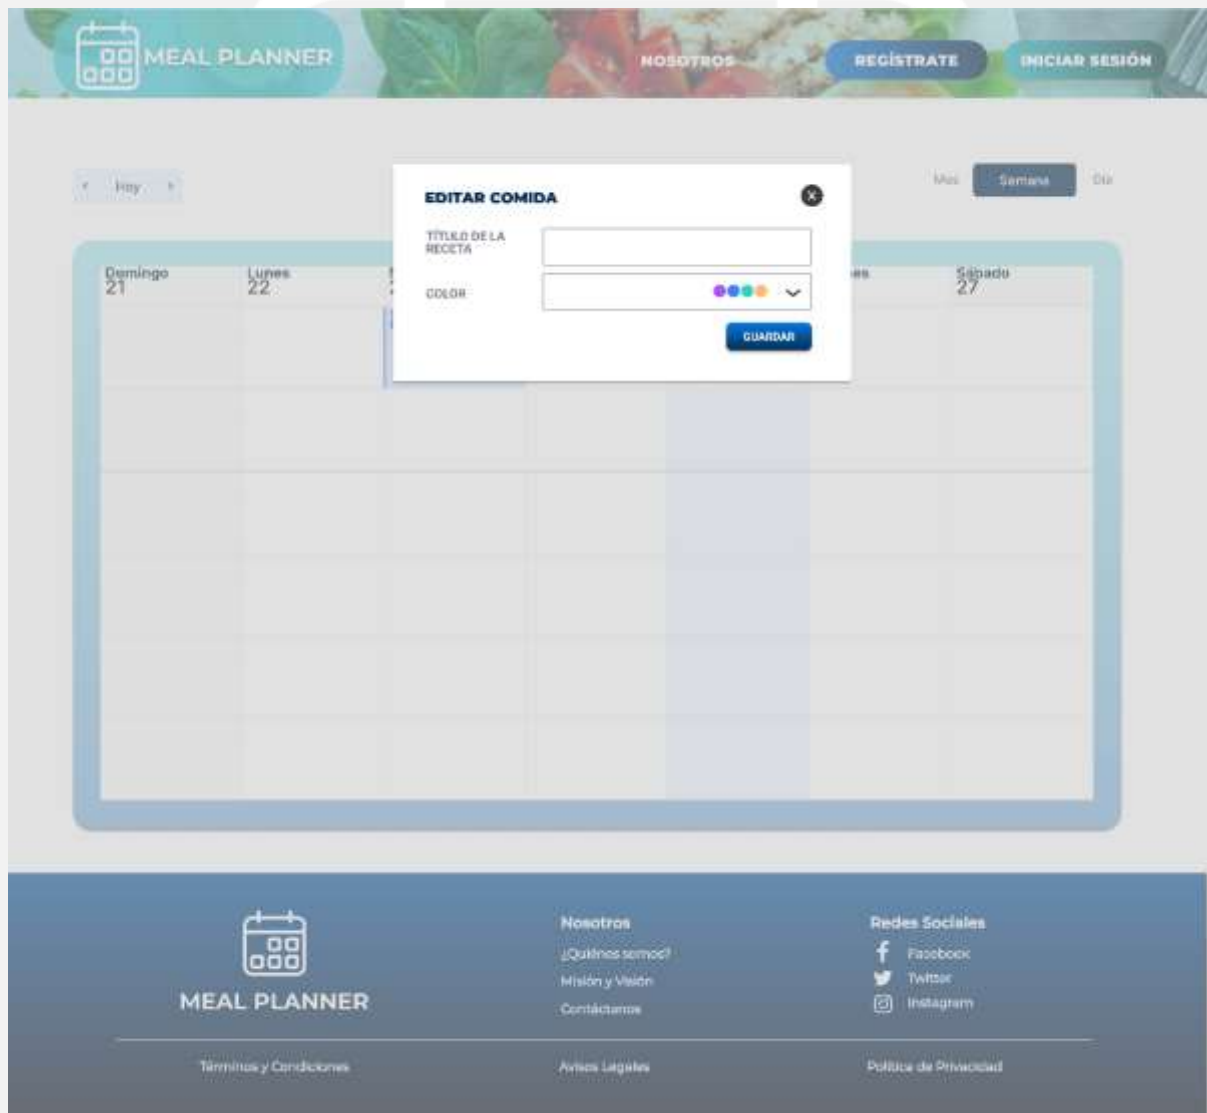 MEAL PLANNER
NOSOTROS
REGÍSTRATE
INICIAR SESIÓN
Hoy
Mes
Semana
Día
EDITAR COMIDA
TÍTULO DE LA
RECETA
COLOR
GUARDAR
Domingo
21
Lunes
22
Sábado
27
MEAL PLANNER
Nosotros
¿Quiénes somos?
Misión y Visión
Contáctanos
Redes Sociales
Facebook
Twitter
Instagram
Términos y Condiciones
Avisos Legales
Política de Privacidad